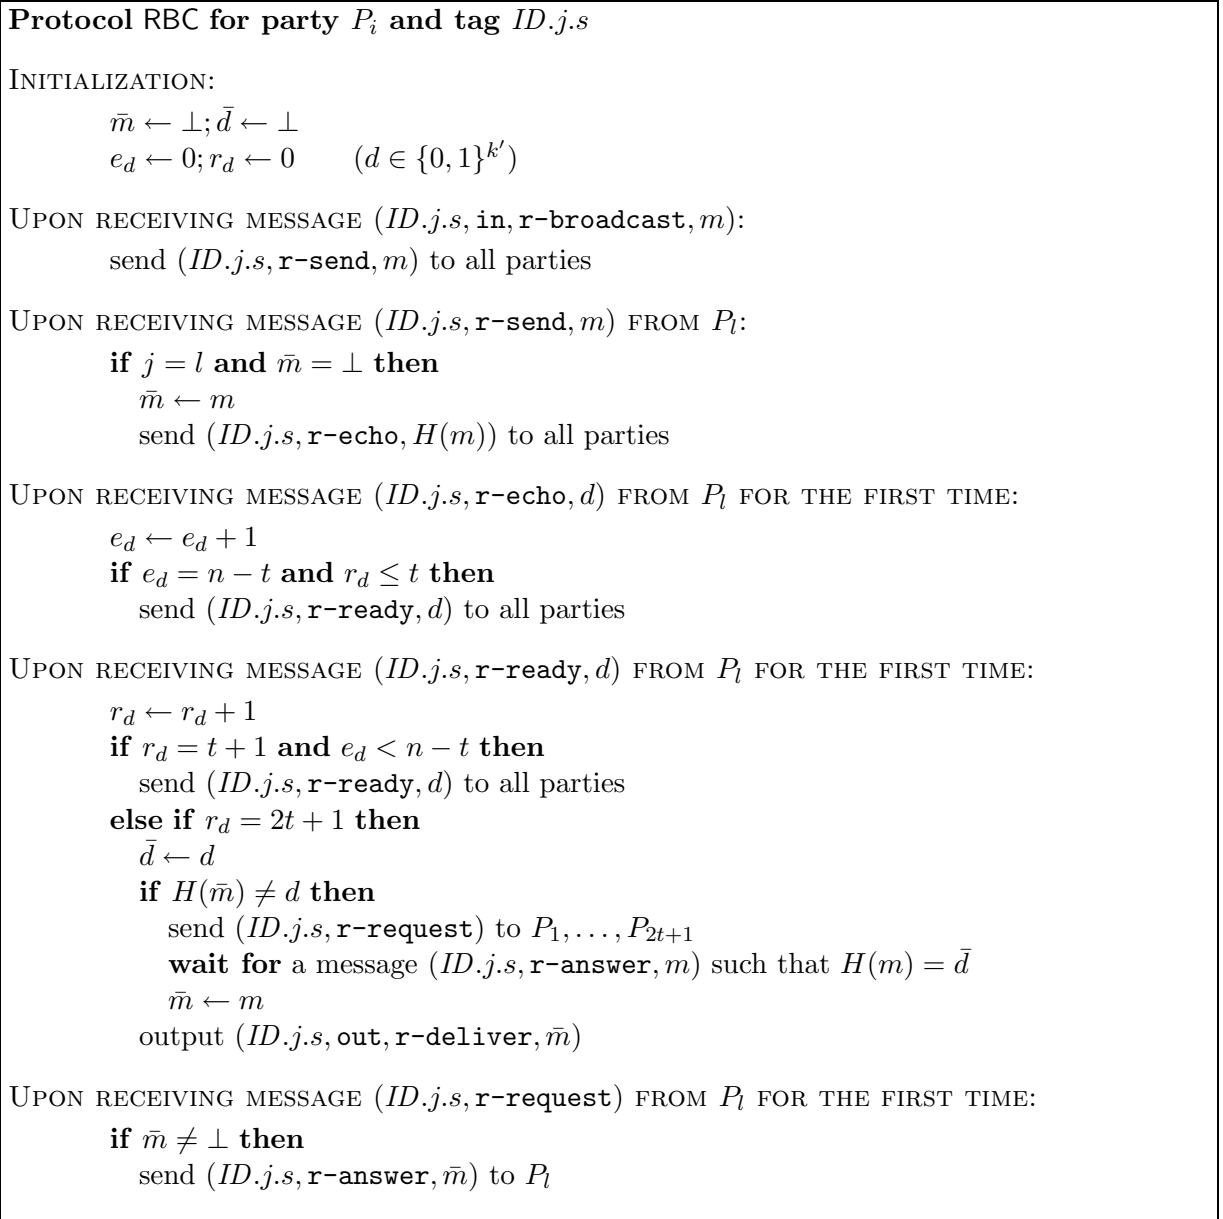 Protocol RBC for party P_i and tag ID.j.s
INITIALIZATION:
m̄ ← ⊥; d̄ ← ⊥
e_d ← 0; r_d ← 0 (d ∈ {0, 1}^{k′})
UPON RECEIVING MESSAGE (ID.j.s, in, r-broadcast, m):
send (ID.j.s, r-send, m) to all parties
UPON RECEIVING MESSAGE (ID.j.s, r-send, m) FROM P_l:
if j = l and m̄ = ⊥ then
m̄ ← m
send (ID.j.s, r-echo, H(m)) to all parties
UPON RECEIVING MESSAGE (ID.j.s, r-echo, d) FROM P_l FOR THE FIRST TIME:
e_d ← e_d + 1
if e_d = n − t and r_d ≤ t then
send (ID.j.s, r-ready, d) to all parties
UPON RECEIVING MESSAGE (ID.j.s, r-ready, d) FROM P_l FOR THE FIRST TIME:
r_d ← r_d + 1
if r_d = t + 1 and e_d < n − t then
send (ID.j.s, r-ready, d) to all parties
else if r_d = 2t + 1 then
d̄ ← d
if H(m̄) ≠ d then
send (ID.j.s, r-request) to P_1, . . . , P_{2t+1}
wait for a message (ID.j.s, r-answer, m) such that H(m) = d̄
m̄ ← m
output (ID.j.s, out, r-deliver, m̄)
UPON RECEIVING MESSAGE (ID.j.s, r-request) FROM P_l FOR THE FIRST TIME:
if m̄ ≠ ⊥ then
send (ID.j.s, r-answer, m̄) to P_l